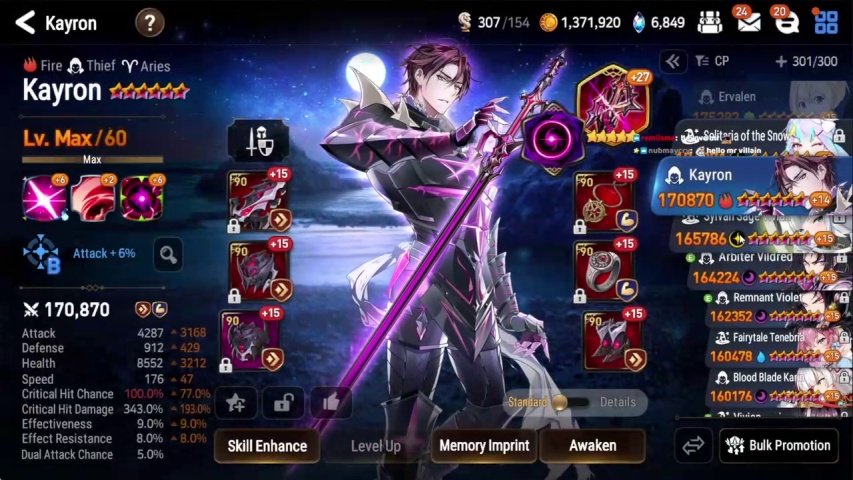 Kayron ? 307/154 1,371,920 6,849 24 20
Fire Thief Aries
Kayron
Lv. Max/60
Max
+6 +2 +6
B Attack + 6%
170,870
Attack 4287 3168
Defense 912 429
Health 8552 3212
Speed 176 47
Critical Hit Chance 100.0% 77.0%
Critical Hit Damage 343.0% 193.0%
Effectiveness 9.0% 9.0%
Effect Resistance 8.0% 8.0%
Dual Attack Chance 5.0%
90 +15
90 +15
90 +15
+27
+15
90 +15
90 +15
Standard Details
Skill Enhance Level Up Memory Imprint Awaken
CP 301/300
Ervalen
Solitaria of the Snow
hello mr villain
Kayron
170870 +14
Sylvan Sage
165786 +15
Arbiter Vildred
164224 +15
Remnant Violet
162352 +15
Fairytale Tenebria
160478 +15
Blood Blade Kar
160176 +15
Vivian
Bulk Promotion